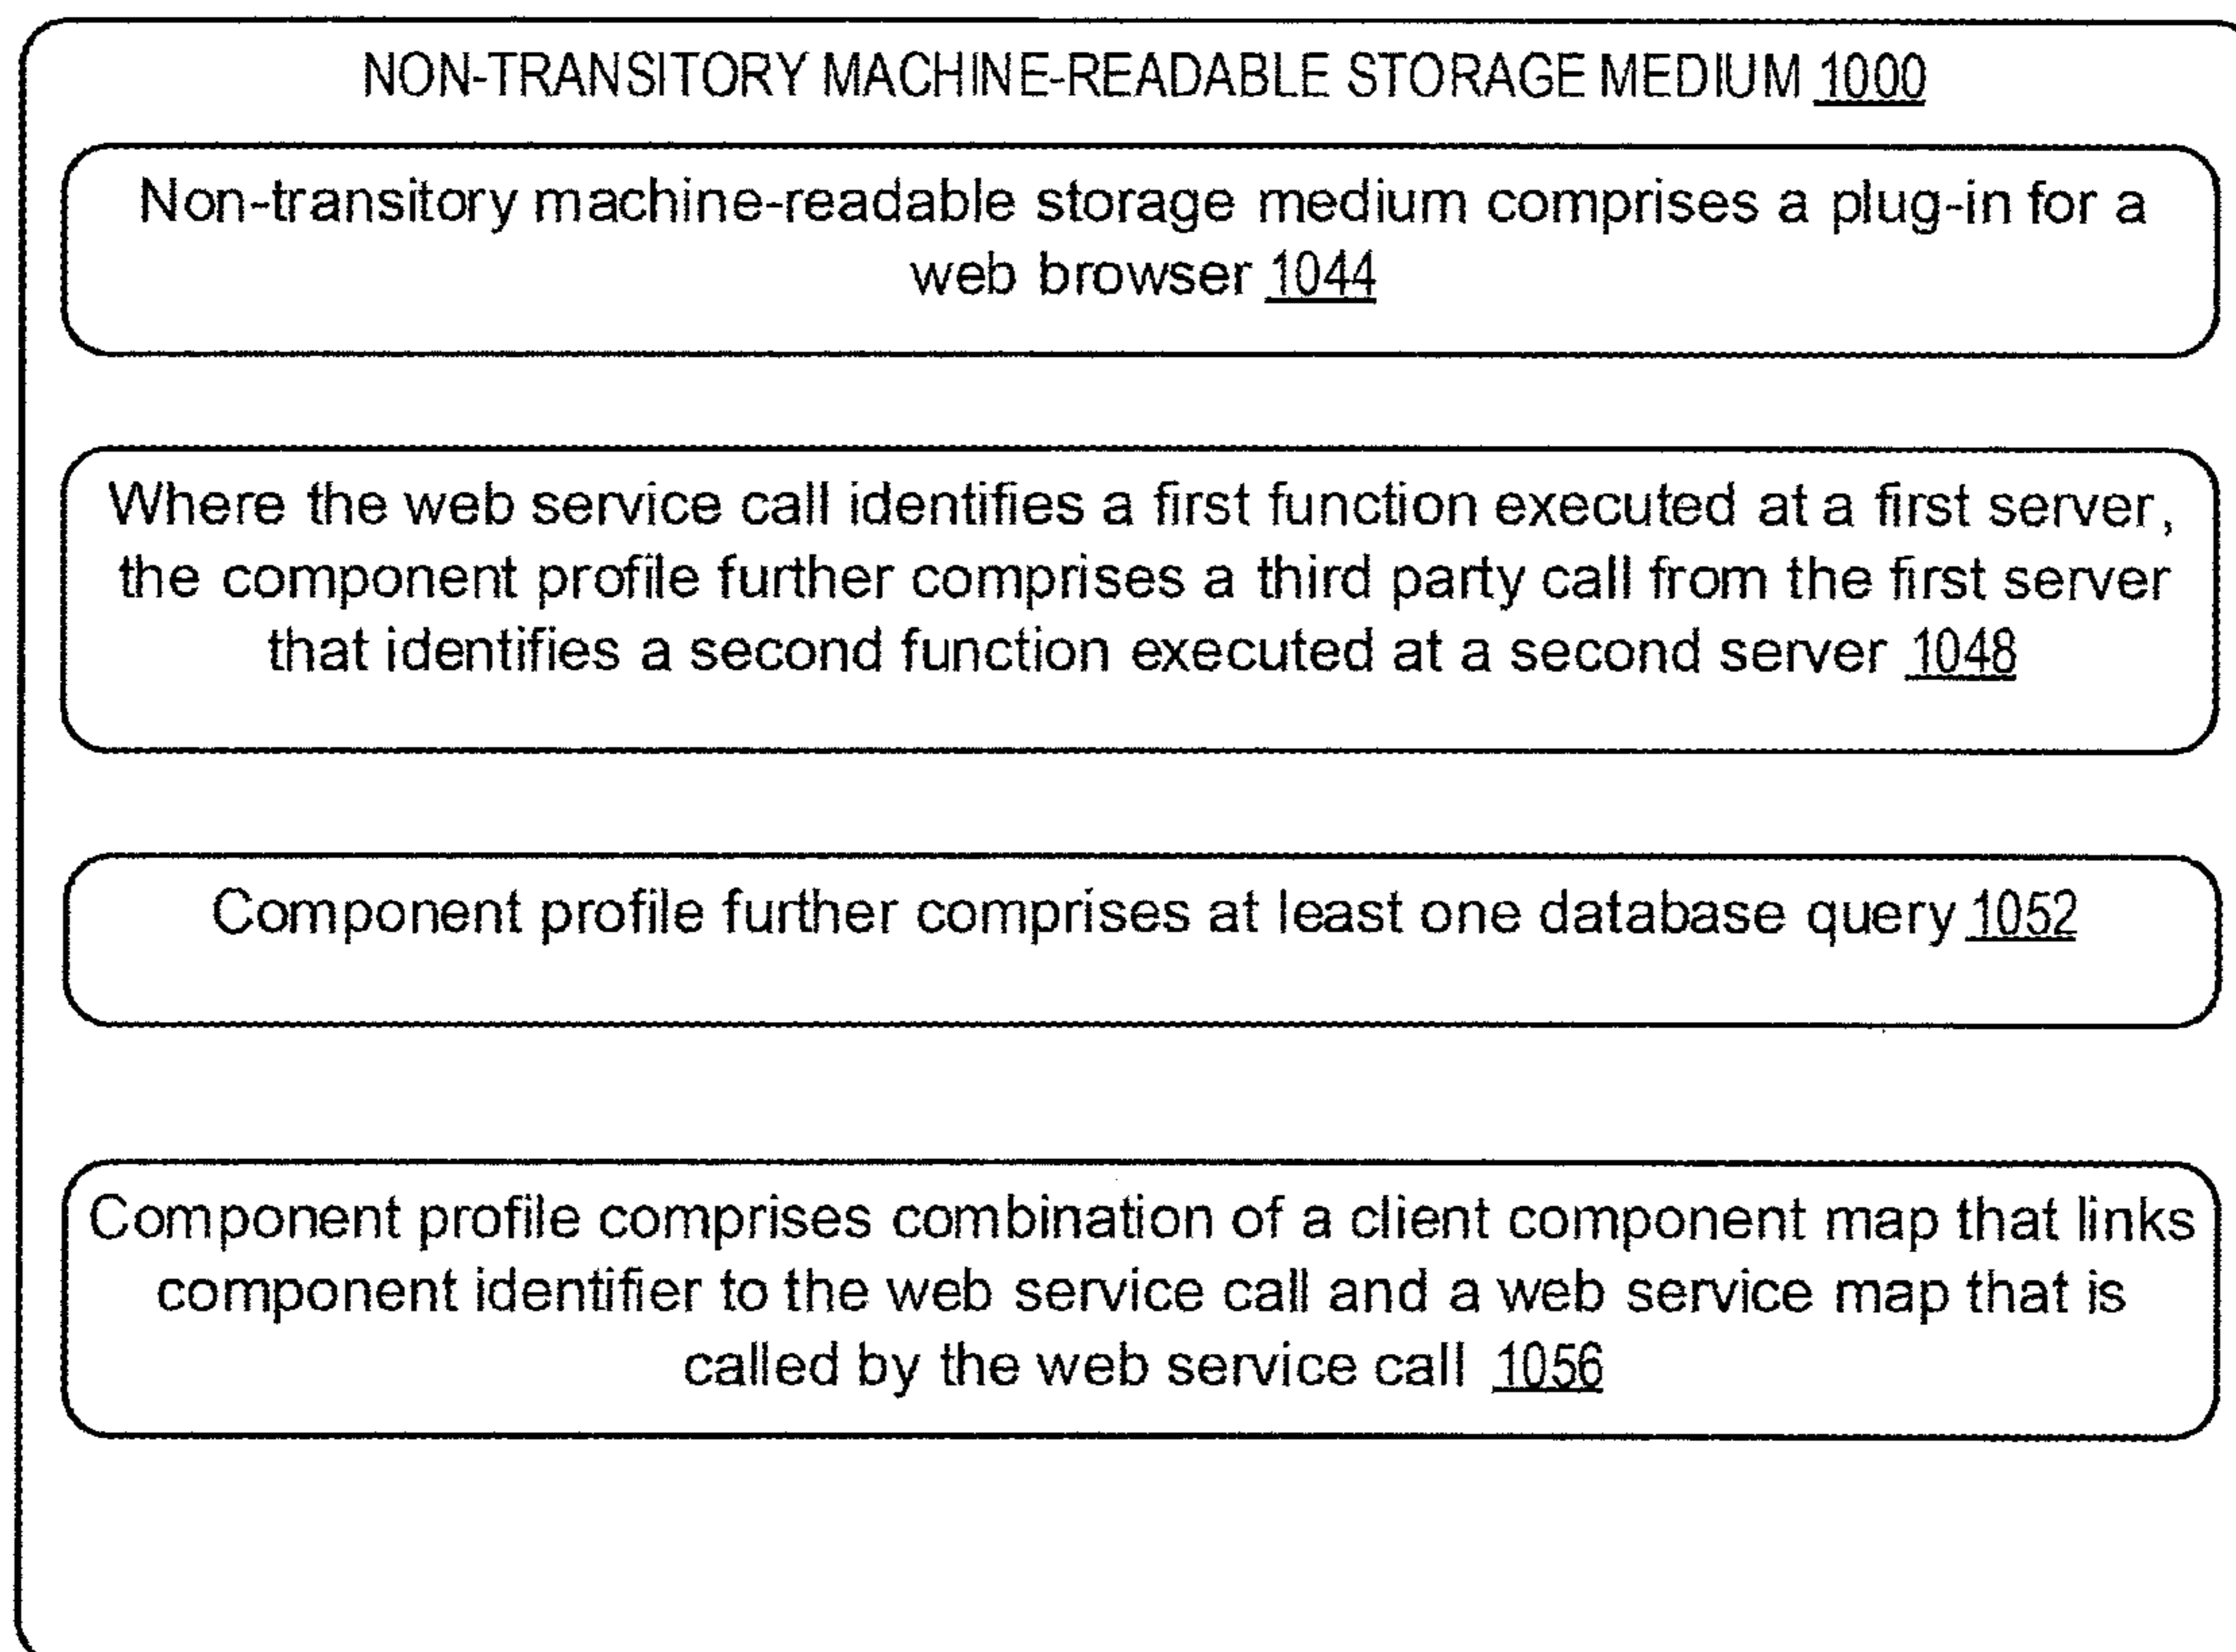 NON-TRANSITORY MACHINE-READABLE STORAGE MEDIUM 1000
Non-transitory machine-readable storage medium comprises a plug-in for a
web browser 1044
Where the web service call identifies a first function executed at a first server,
the component profile further comprises a third party call from the first server
that identifies a second function executed at a second server 1048
Component profile further comprises at least one database query 1052
Component profile comprises combination of a client component map that links
component identifier to the web service call and a web service map that is
called by the web service call 1056